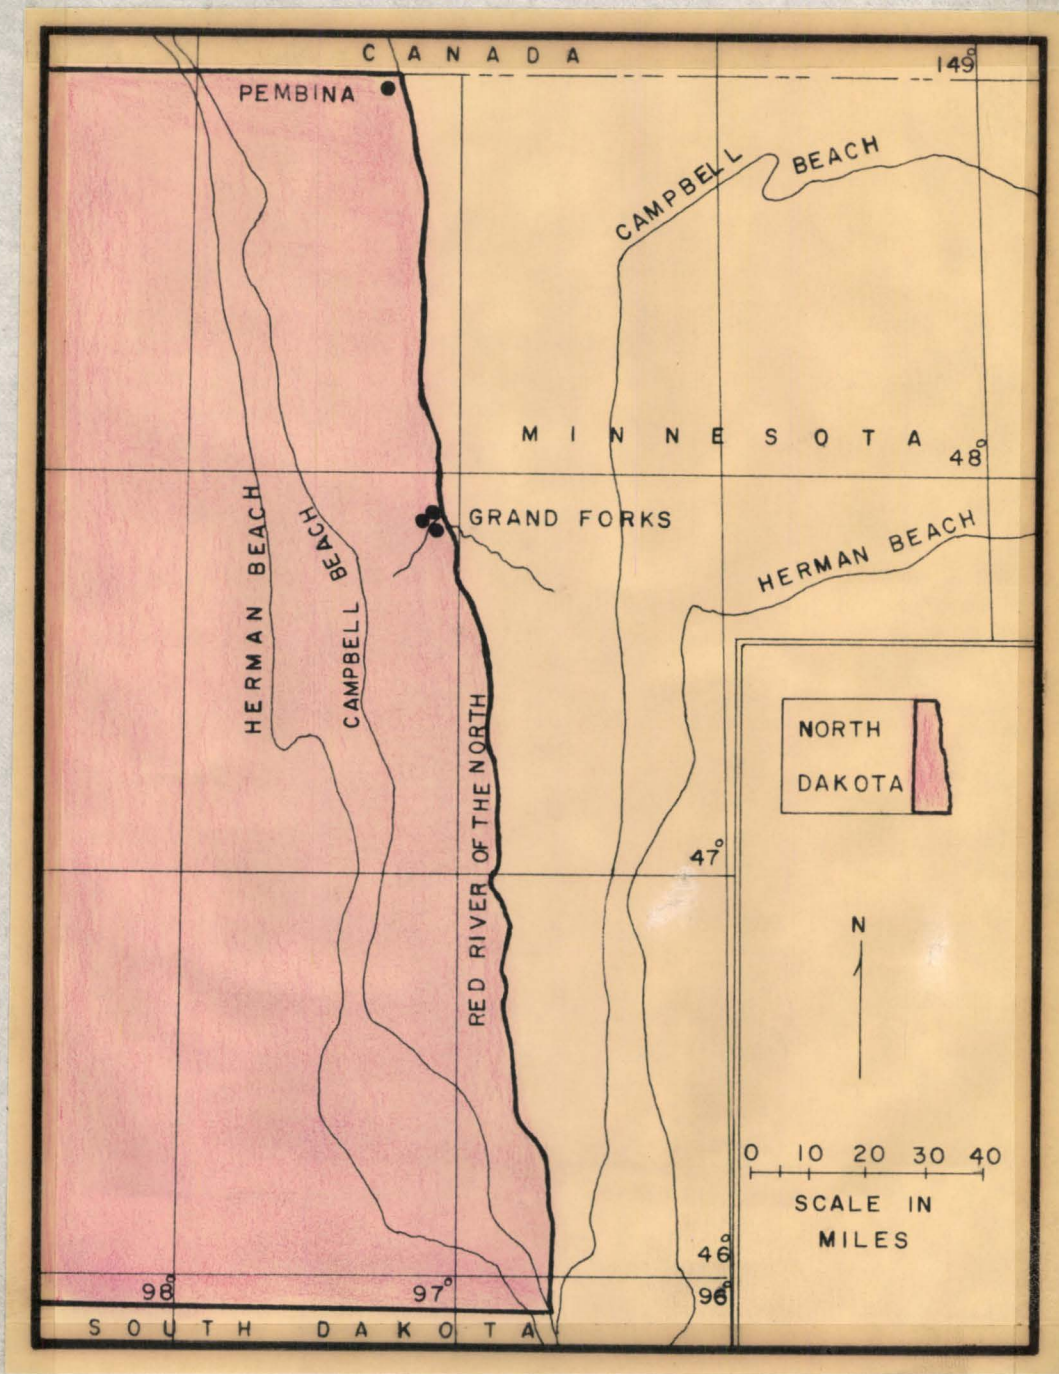 CANADA
149°
PEMBINA
CAMPBELL BEACH
MINNESOTA
48°
GRAND FORKS
HERMAN BEACH
HERMAN BEACH
CAMPBELL BEACH
RED RIVER OF THE NORTH
NORTH
DAKOTA
47°
N
0 10 20 30 40
SCALE IN
MILES
46°
98°
97°
96°
SOUTH DAKOTA